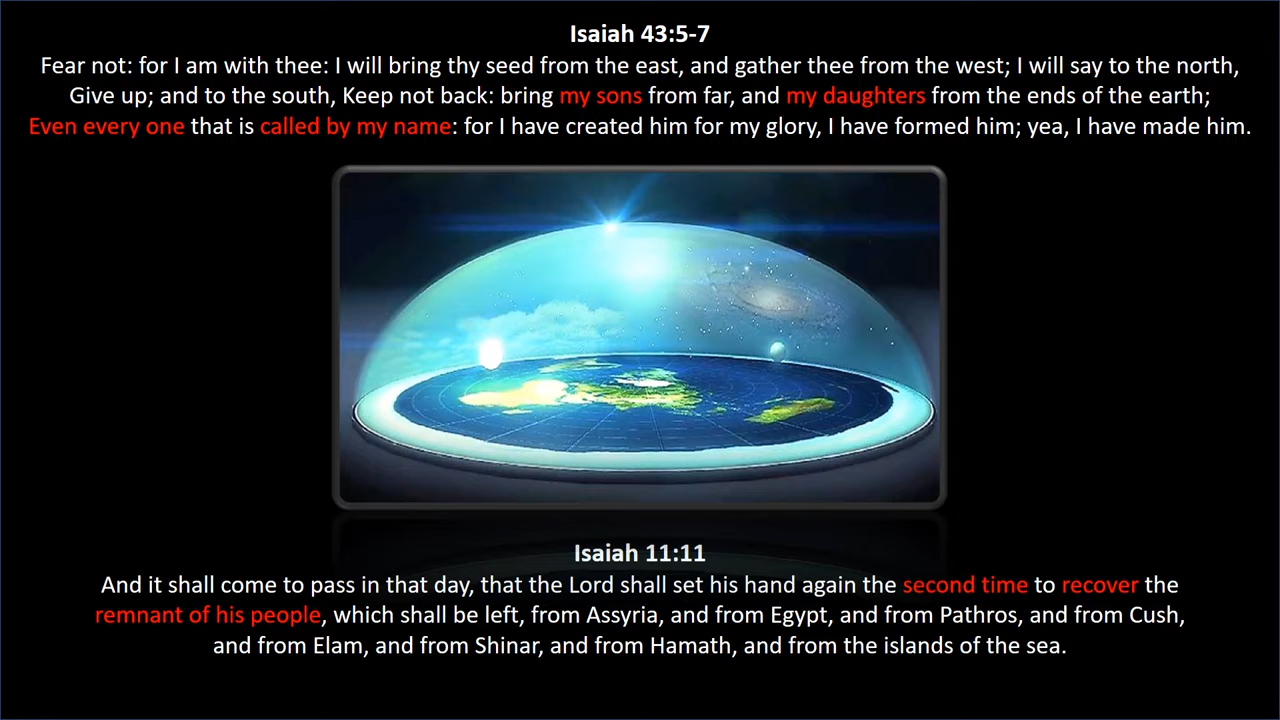 Isaiah 43:5-7
Fear not: for I am with thee: I will bring thy seed from the east, and gather thee from the west; I will say to the north,
Give up; and to the south, Keep not back: bring my sons from far, and my daughters from the ends of the earth;
Even every one that is called by my name: for I have created him for my glory, I have formed him; yea, I have made him.
Isaiah 11:11
And it shall come to pass in that day, that the Lord shall set his hand again the second time to recover the
remnant of his people, which shall be left, from Assyria, and from Egypt, and from Pathros, and from Cush,
and from Elam, and from Shinar, and from Hamath, and from the islands of the sea.